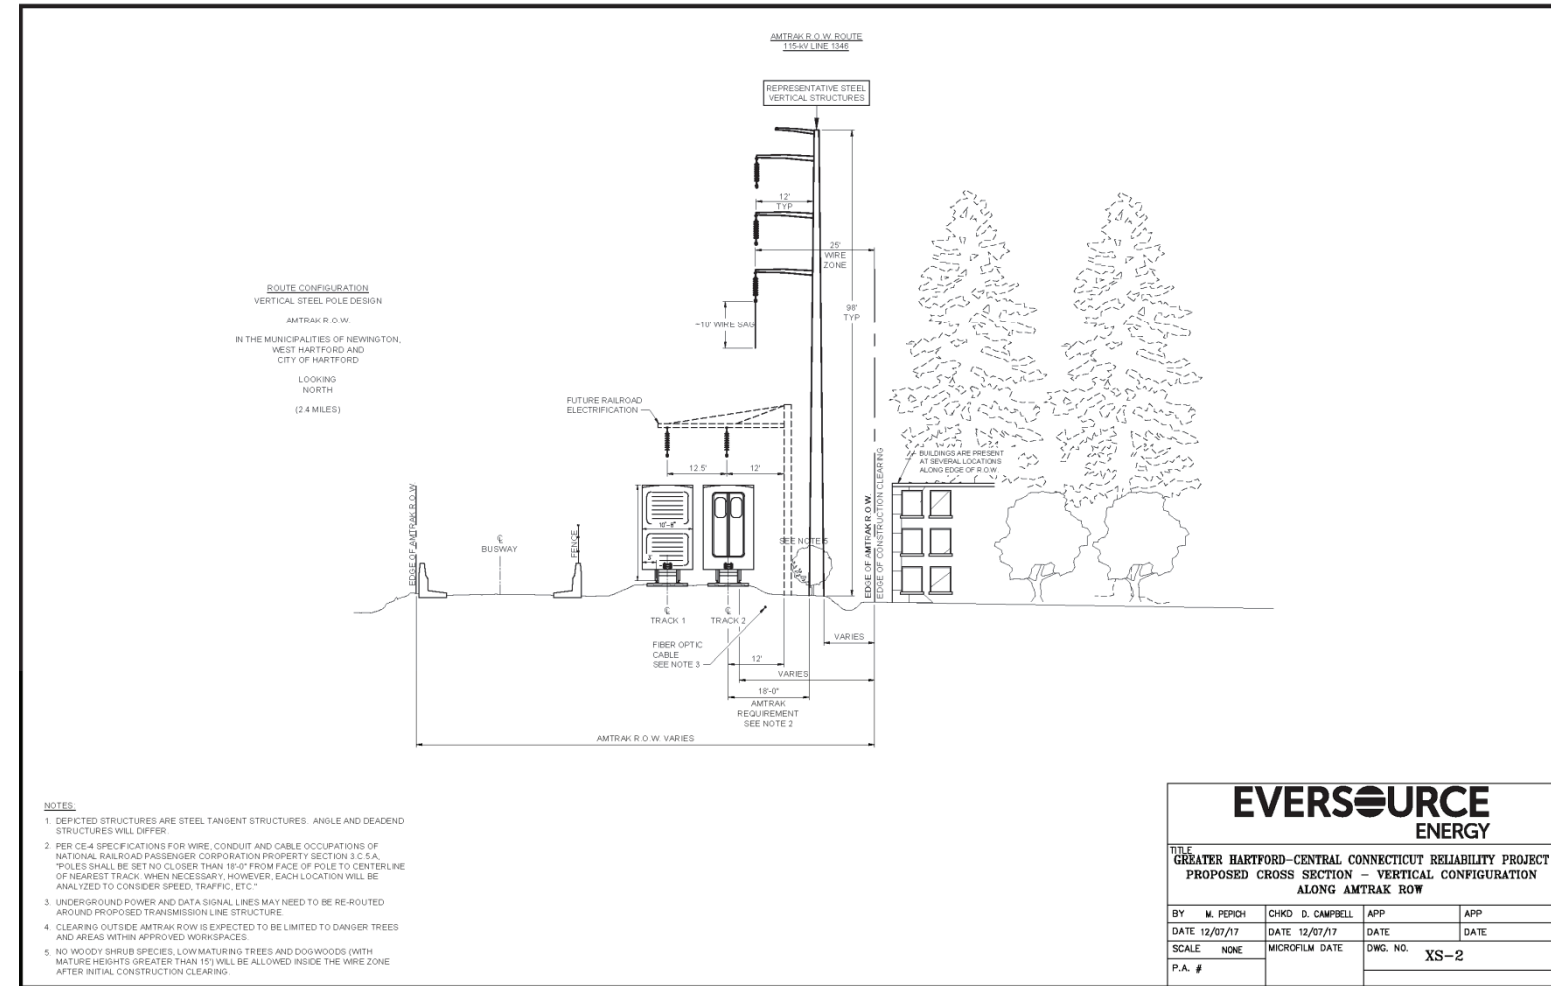 AMTRAK R.O.W. ROUTE
115-kV LINE 1346
REPRESENTATIVE STEEL
VERTICAL STRUCTURES
12'
TYP
25'
WIRE
ZONE
98'
TYP
~10' WIRE SAG
ROUTE CONFIGURATION
VERTICAL STEEL POLE DESIGN
AMTRAK R.O.W.
IN THE MUNICIPALITIES OF NEWINGTON,
WEST HARTFORD AND
CITY OF HARTFORD
LOOKING
NORTH
(2.4 MILES)
FUTURE RAILROAD
ELECTRIFICATION
12.5'
12'
BUILDINGS ARE PRESENT
AT SEVERAL LOCATIONS
ALONG EDGE OF R.O.W.
EDGE OF AMTRAK R.O.W.
℄
BUSWAY
FENCE
10'-8"
3'
SEE NOTE 5
EDGE OF AMTRAK R.O.W.
EDGE OF CONSTRUCTION CLEARING
℄
TRACK 1
℄
TRACK 2
FIBER OPTIC
CABLE
SEE NOTE 3
VARIES
12'
VARIES
18'-0"
AMTRAK
REQUIREMENT
SEE NOTE 2
AMTRAK R.O.W. VARIES
NOTES:
1. DEPICTED STRUCTURES ARE STEEL TANGENT STRUCTURES. ANGLE AND DEADEND
STRUCTURES WILL DIFFER.
2. PER CE-4 SPECIFICATIONS FOR WIRE, CONDUIT AND CABLE OCCUPATIONS OF
NATIONAL RAILROAD PASSENGER CORPORATION PROPERTY SECTION 3.C.5.A,
"POLES SHALL BE SET NO CLOSER THAN 18'-0" FROM FACE OF POLE TO CENTERLINE
OF NEAREST TRACK. WHEN NECESSARY, HOWEVER, EACH LOCATION WILL BE
ANALYZED TO CONSIDER SPEED, TRAFFIC, ETC."
3. UNDERGROUND POWER AND DATA SIGNAL LINES MAY NEED TO BE RE-ROUTED
AROUND PROPOSED TRANSMISSION LINE STRUCTURE.
4. CLEARING OUTSIDE AMTRAK ROW IS EXPECTED TO BE LIMITED TO DANGER TREES
AND AREAS WITHIN APPROVED WORKSPACES.
5. NO WOODY SHRUB SPECIES, LOW MATURING TREES AND DOGWOODS (WITH
MATURE HEIGHTS GREATER THAN 15') WILL BE ALLOWED INSIDE THE WIRE ZONE
AFTER INITIAL CONSTRUCTION CLEARING.
EVERSOURCE
ENERGY
TITLE
GREATER HARTFORD-CENTRAL CONNECTICUT RELIABILITY PROJECT
PROPOSED CROSS SECTION - VERTICAL CONFIGURATION
ALONG AMTRAK ROW
BY M. PEPICH CHKD D. CAMPBELL APP APP
DATE 12/07/17 DATE 12/07/17 DATE DATE
SCALE NONE MICROFILM DATE DWG. NO. XS-2
P.A. #